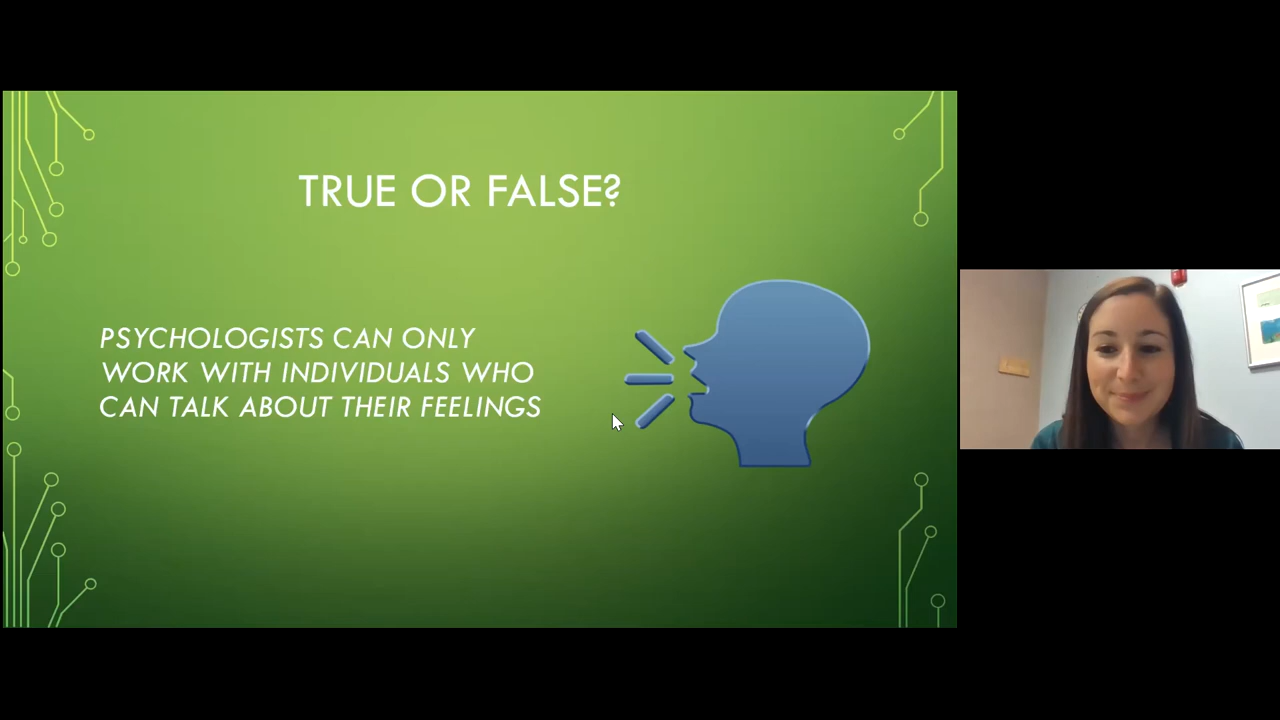 TRUE OR FALSE?
PSYCHOLOGISTS CAN ONLY
WORK WITH INDIVIDUALS WHO
CAN TALK ABOUT THEIR FEELINGS